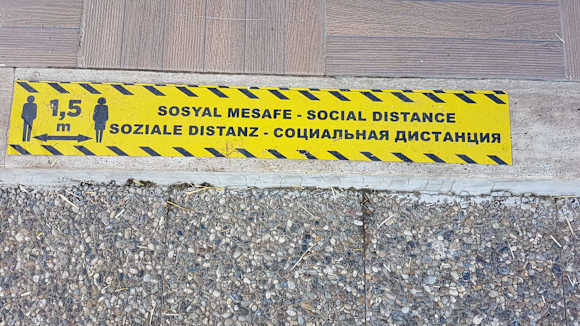 1,5
m
SOSYAL MESAFE - SOCIAL DISTANCE
SOZIALE DISTANZ - СОЦИАЛЬНАЯ ДИСТАНЦИЯ